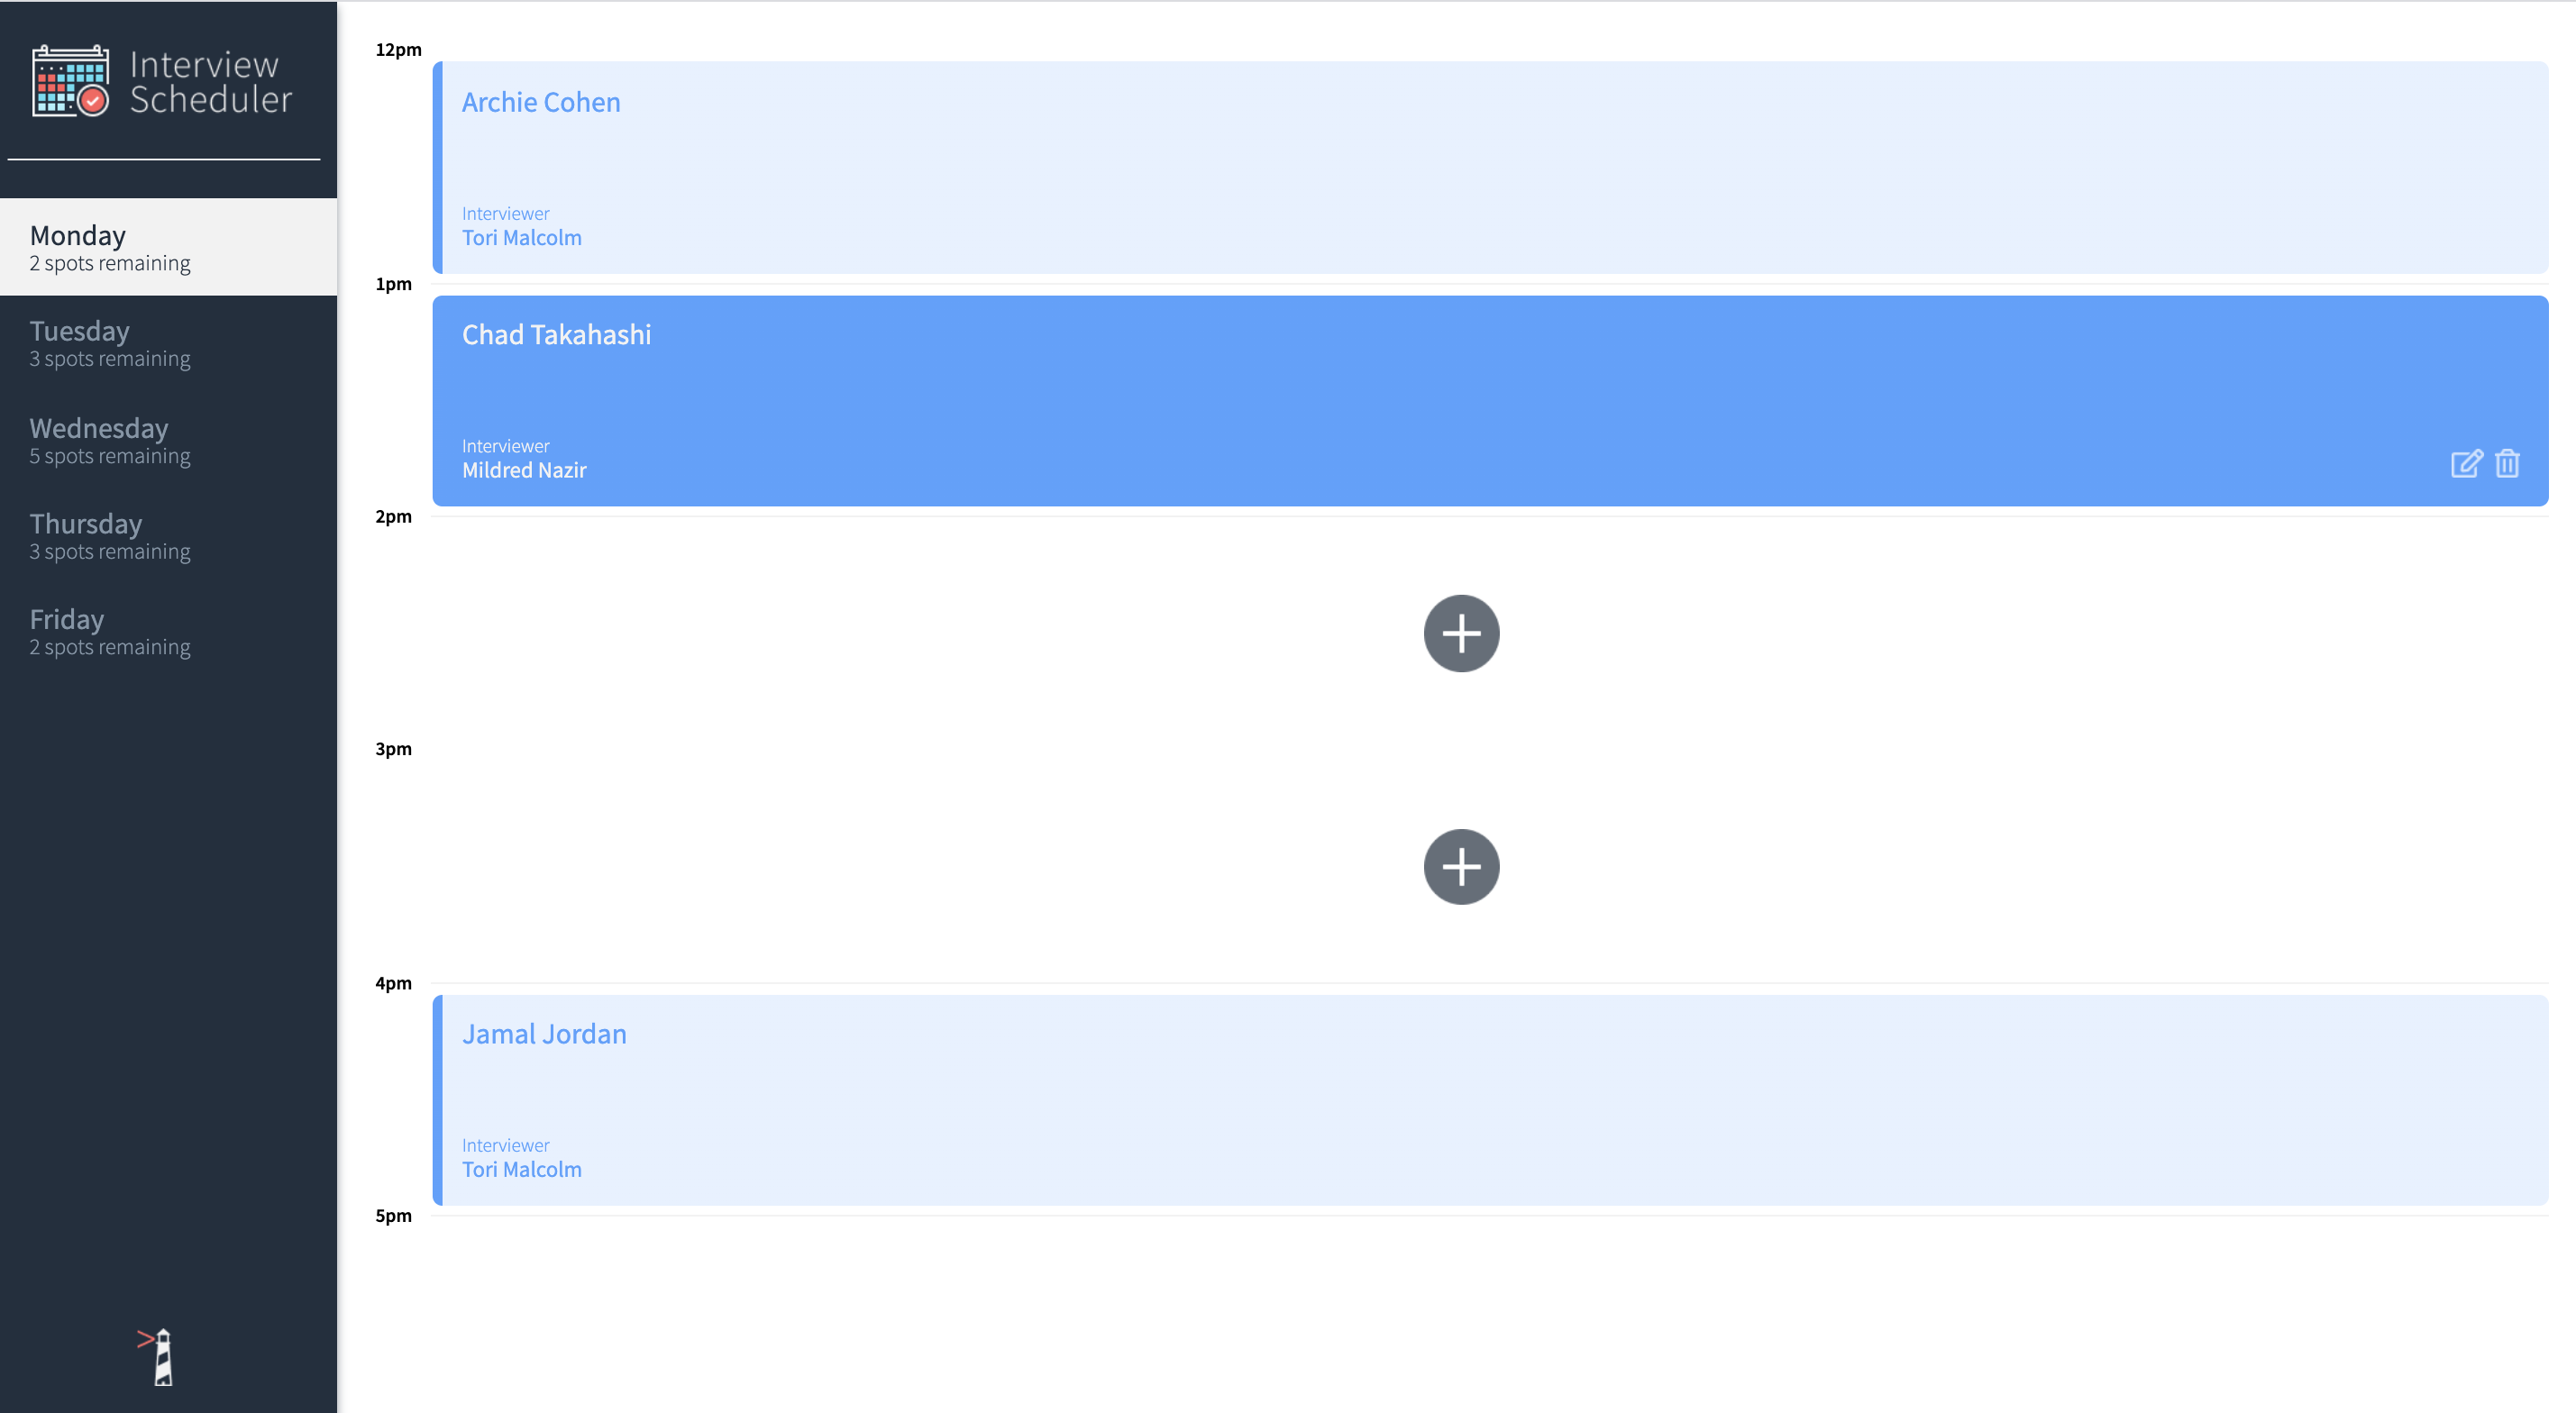 Interview
Scheduler
Monday
2 spots remaining
Tuesday
3 spots remaining
Wednesday
5 spots remaining
Thursday
3 spots remaining
Friday
2 spots remaining
12pm
Archie Cohen
Interviewer
Tori Malcolm
1pm
Chad Takahashi
Interviewer
Mildred Nazir
2pm
3pm
4pm
Jamal Jordan
Interviewer
Tori Malcolm
5pm